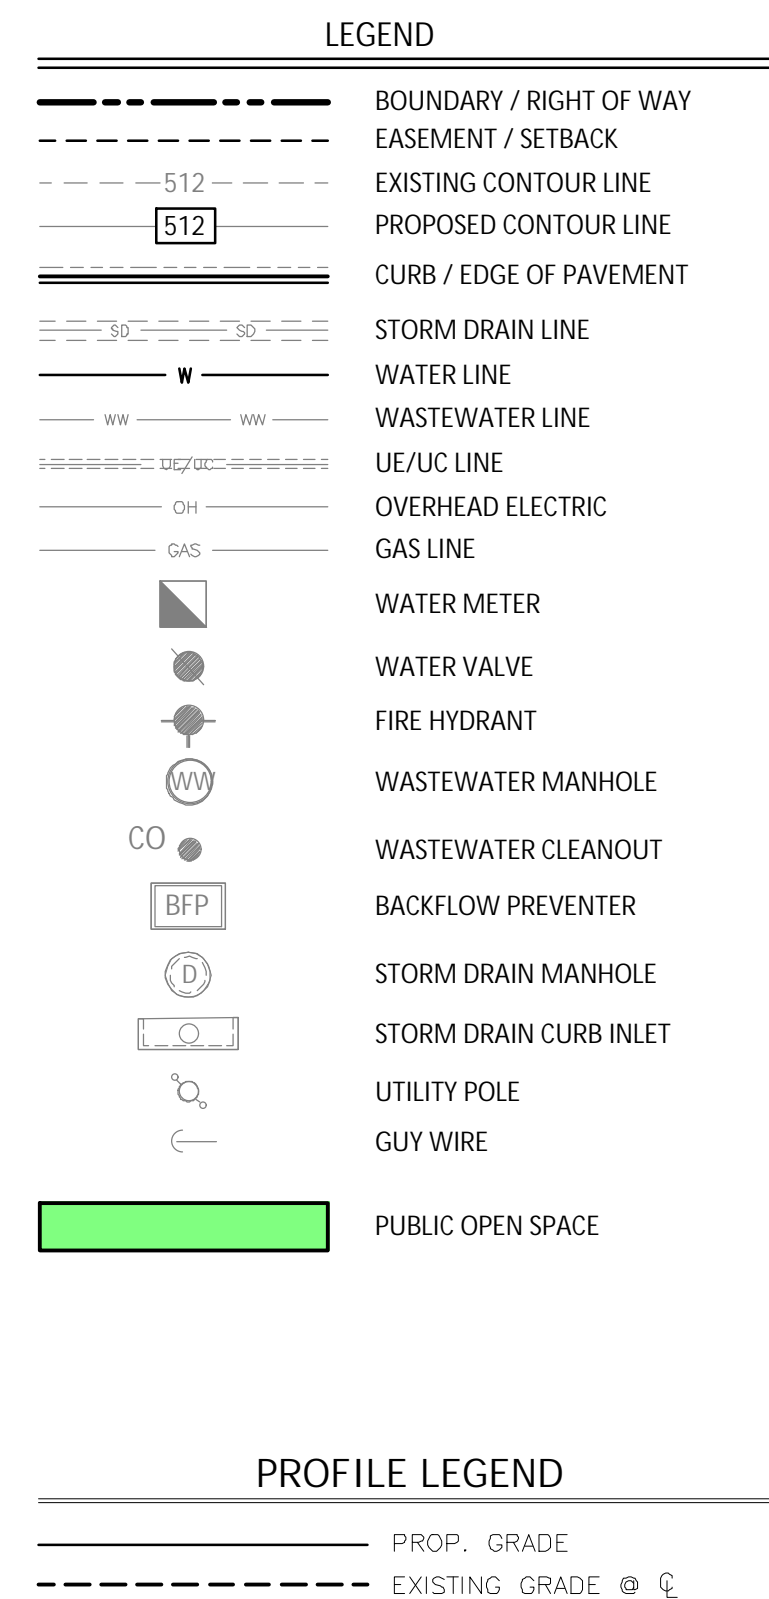 LEGEND
BOUNDARY / RIGHT OF WAY
EASEMENT / SETBACK
512 EXISTING CONTOUR LINE
512 PROPOSED CONTOUR LINE
CURB / EDGE OF PAVEMENT
SD SD STORM DRAIN LINE
W WATER LINE
WW WW WASTEWATER LINE
UE/UC UE/UC LINE
OH OVERHEAD ELECTRIC
GAS GAS LINE
WATER METER
WATER VALVE
FIRE HYDRANT
WW WASTEWATER MANHOLE
CO WASTEWATER CLEANOUT
BFP BACKFLOW PREVENTER
D STORM DRAIN MANHOLE
STORM DRAIN CURB INLET
UTILITY POLE
GUY WIRE
PUBLIC OPEN SPACE
PROFILE LEGEND
PROP. GRADE
EXISTING GRADE @ ℄